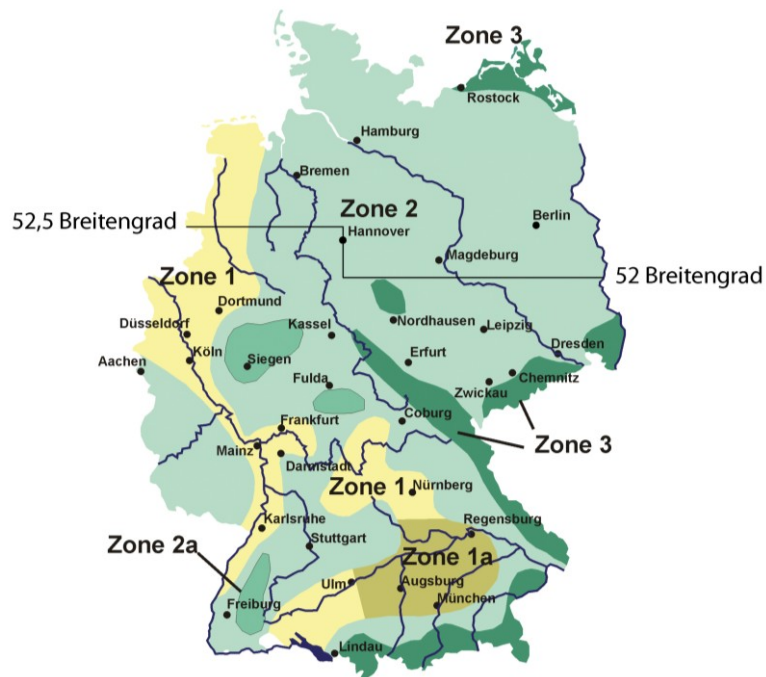 Zone 3
Rostock
Hamburg
Bremen
Zone 2
Berlin
52,5 Breitengrad
Hannover
Magdeburg
Zone 1
52 Breitengrad
Dortmund
Düsseldorf
Kassel
Nordhausen
Leipzig
Köln
Aachen
Siegen
Erfurt
Dresden
Fulda
Chemnitz
Zwickau
Frankfurt
Coburg
Zone 3
Mainz
Darmstadt
Zone 1
Nürnberg
Karlsruhe
Regensburg
Stuttgart
Zone 2a
Zone 1a
Ulm
Augsburg
München
Freiburg
Lindau